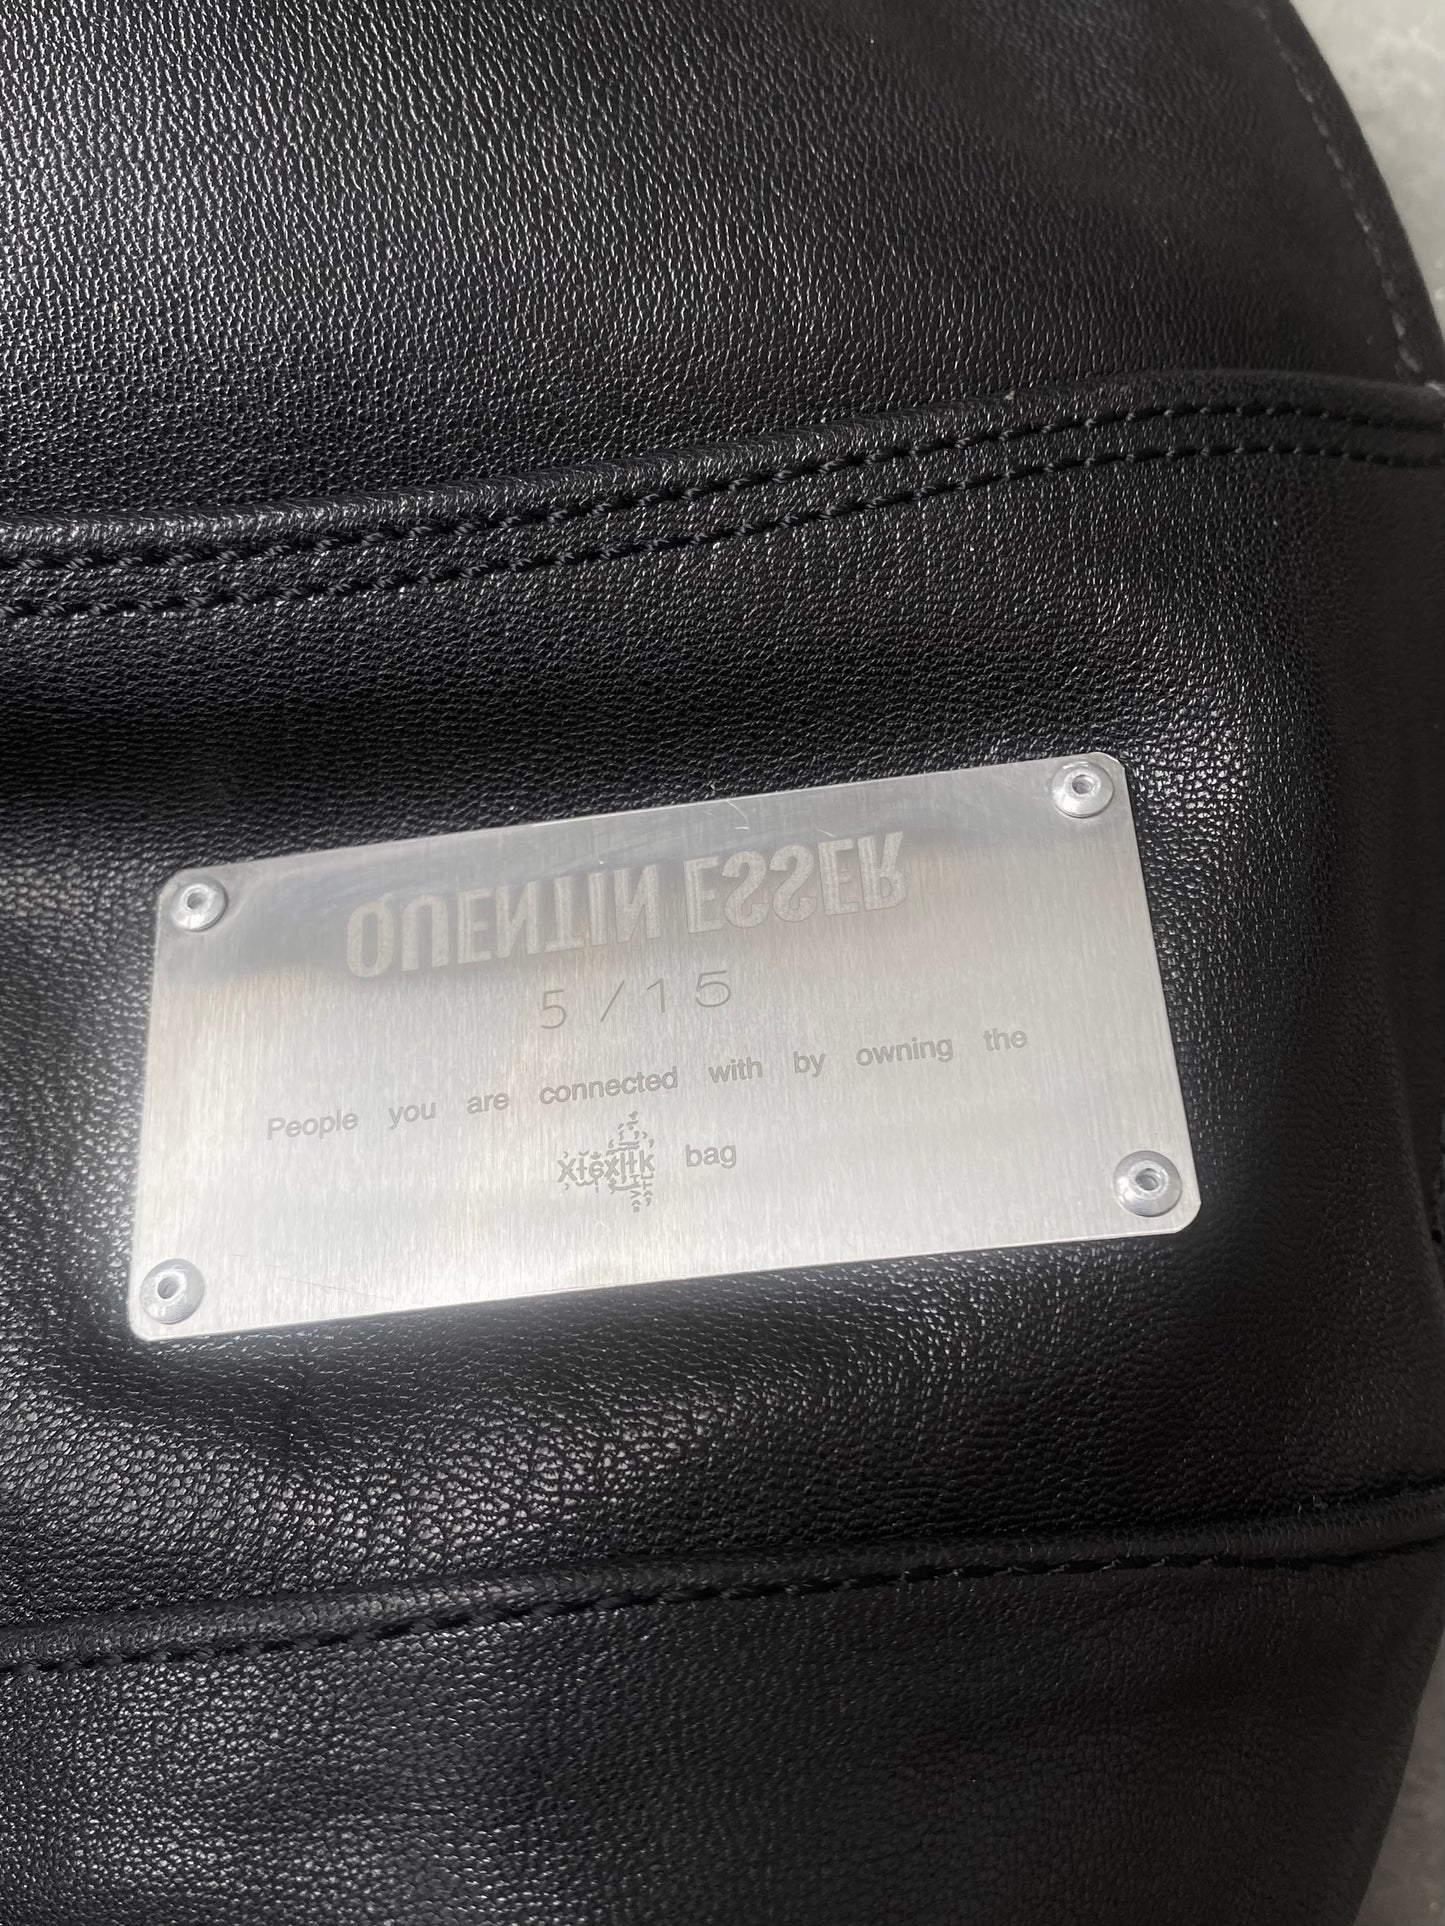 QUENTIN ESSER
5/15
People you are connected with by owning the
bag